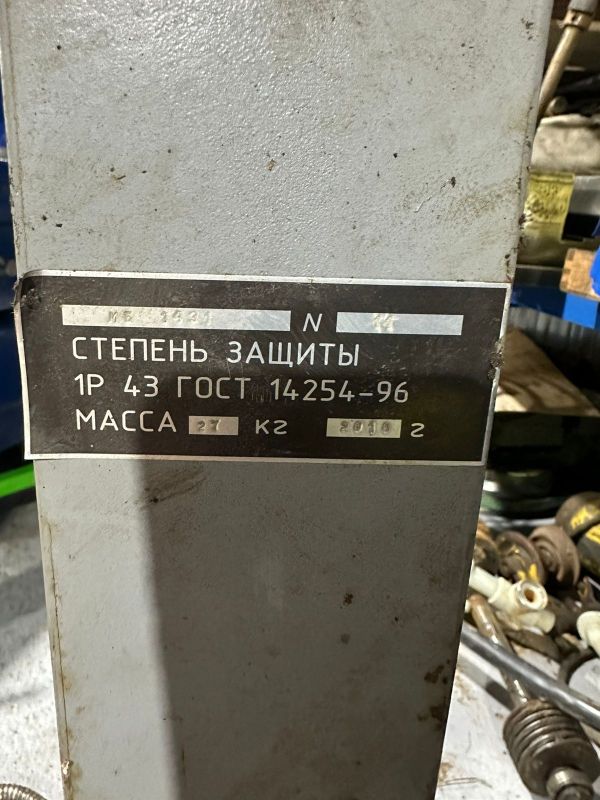 N
СТЕПЕНЬ ЗАЩИТЫ
1Р 43 ГОСТ 14254-96
МАССА 27 кг 2010 г